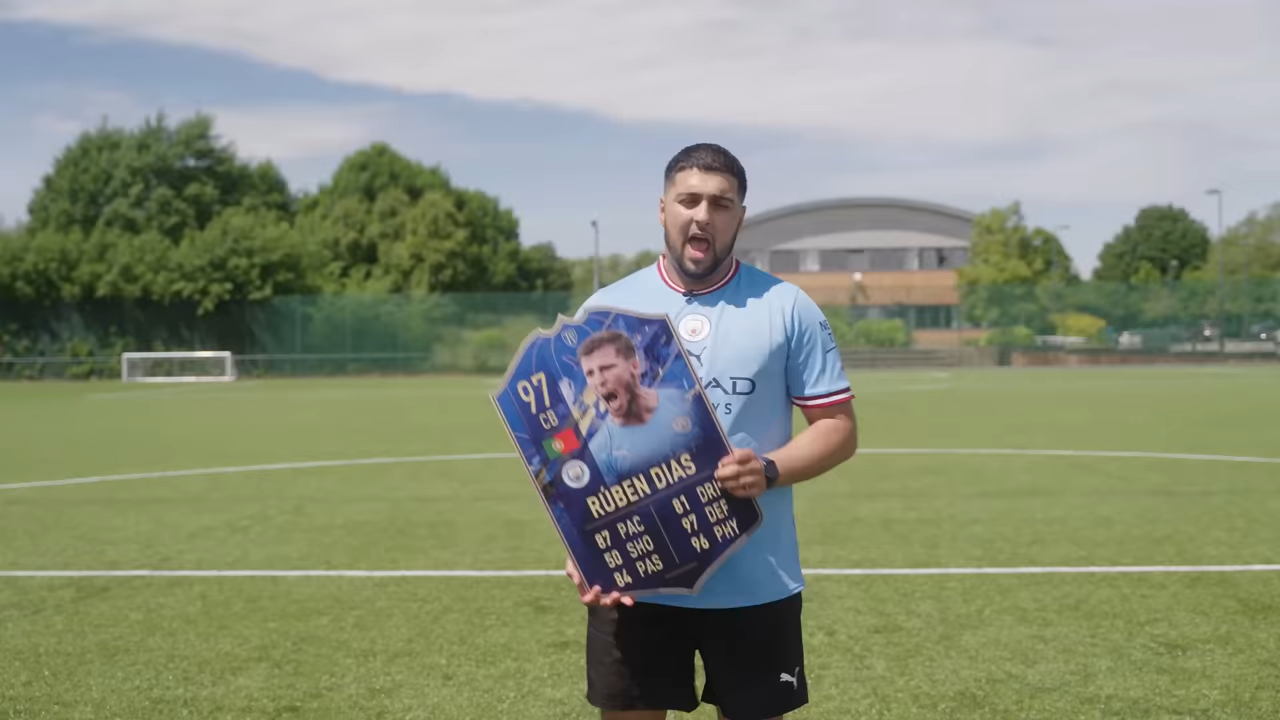 97
CB
RÚBEN DIAS
87 PAC
50 SHO
84 PAS
81 DRI
97 DEF
96 PHY